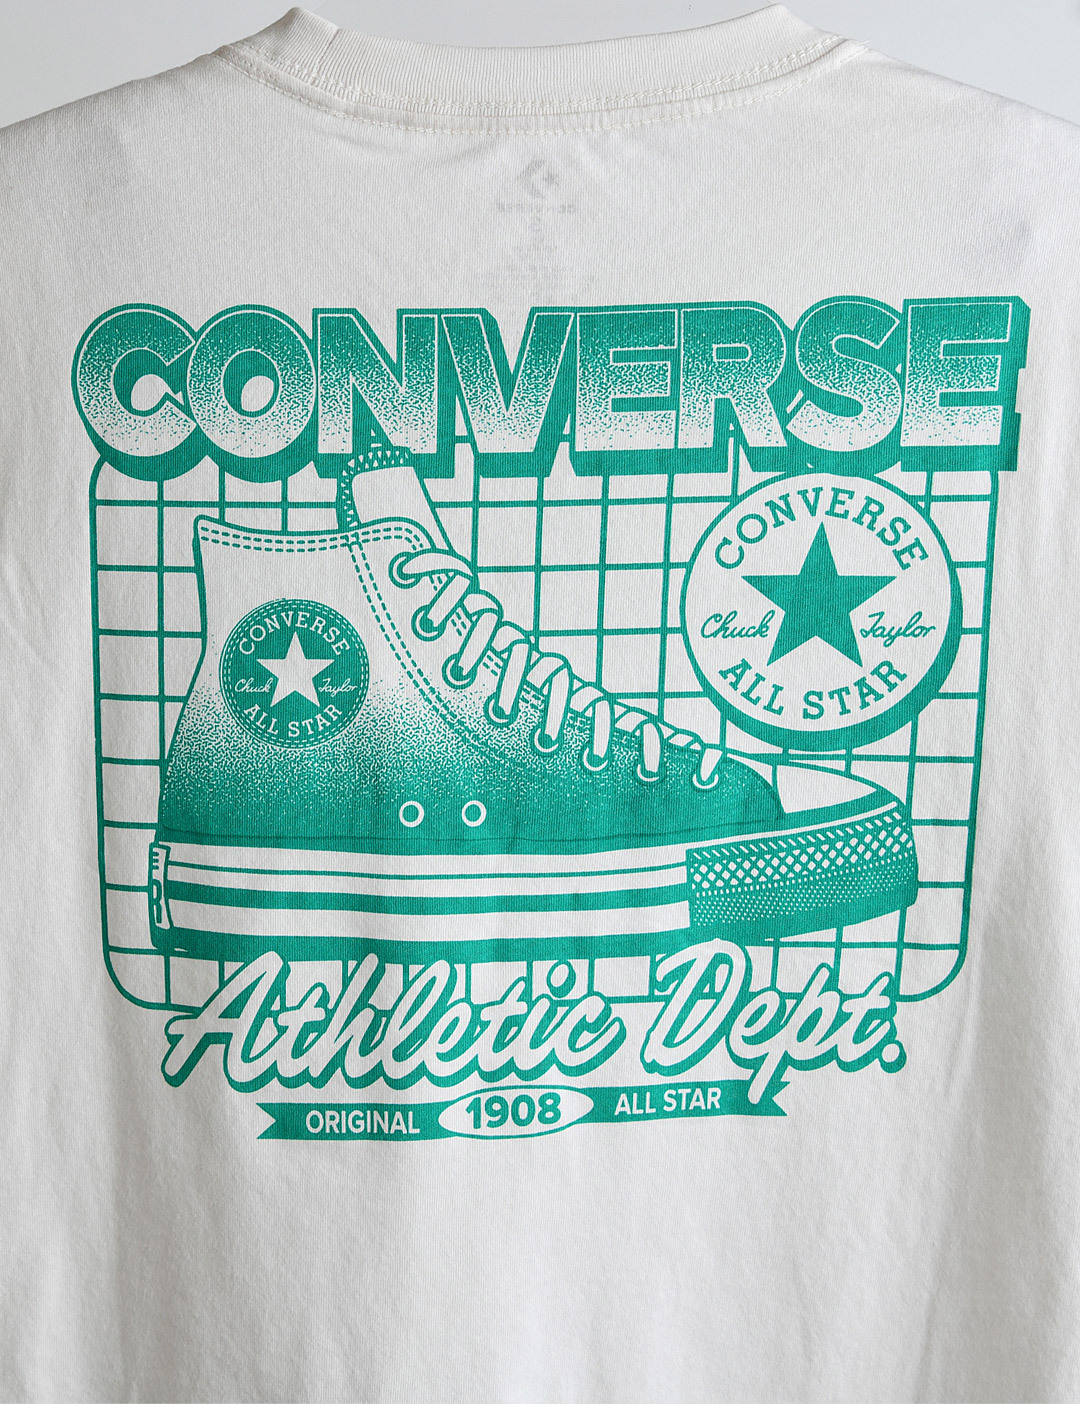 CONVERSE
CONVERSE
Chuck Taylor
ALL STAR
CONVERSE
Chuck Taylor
ALL STAR
Athletic Dept.
ORIGINAL 1908 ALL STAR